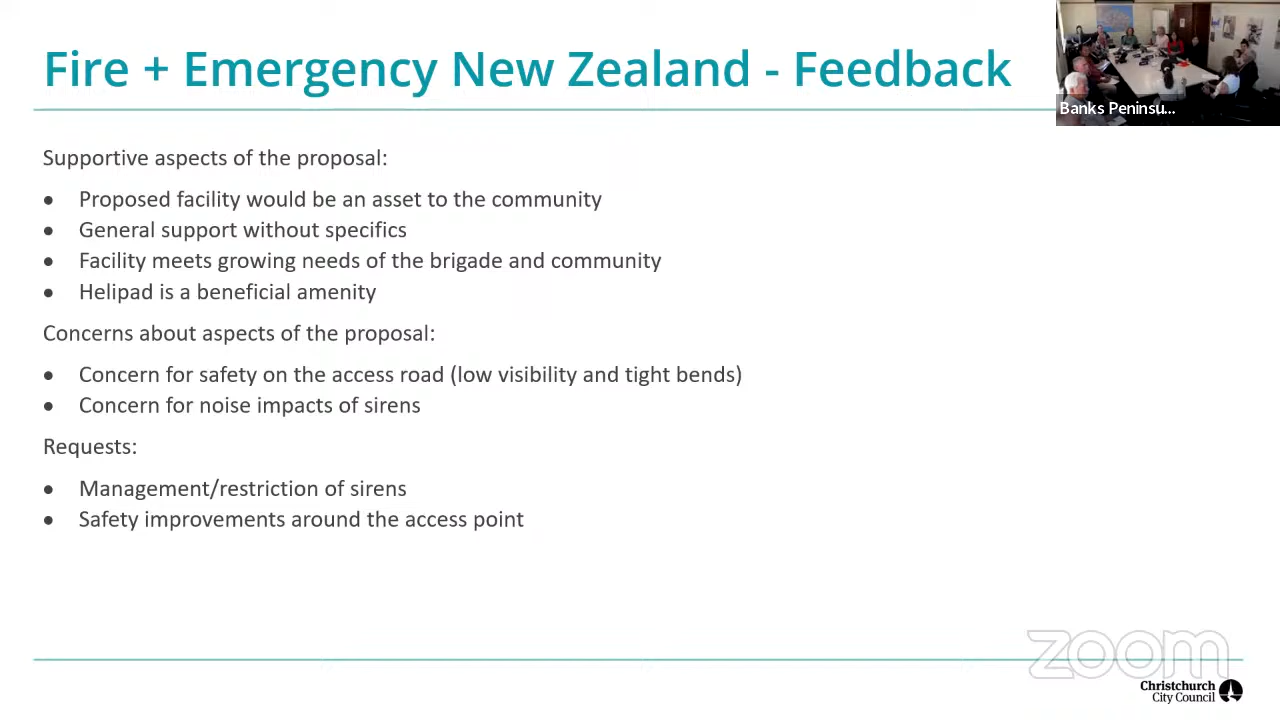 Fire + Emergency New Zealand - Feedback
Banks Peninsu...
Supportive aspects of the proposal:
• Proposed facility would be an asset to the community
• General support without specifics
• Facility meets growing needs of the brigade and community
• Helipad is a beneficial amenity
Concerns about aspects of the proposal:
• Concern for safety on the access road (low visibility and tight bends)
• Concern for noise impacts of sirens
Requests:
• Management/restriction of sirens
• Safety improvements around the access point
zoom
Christchurch
City Council